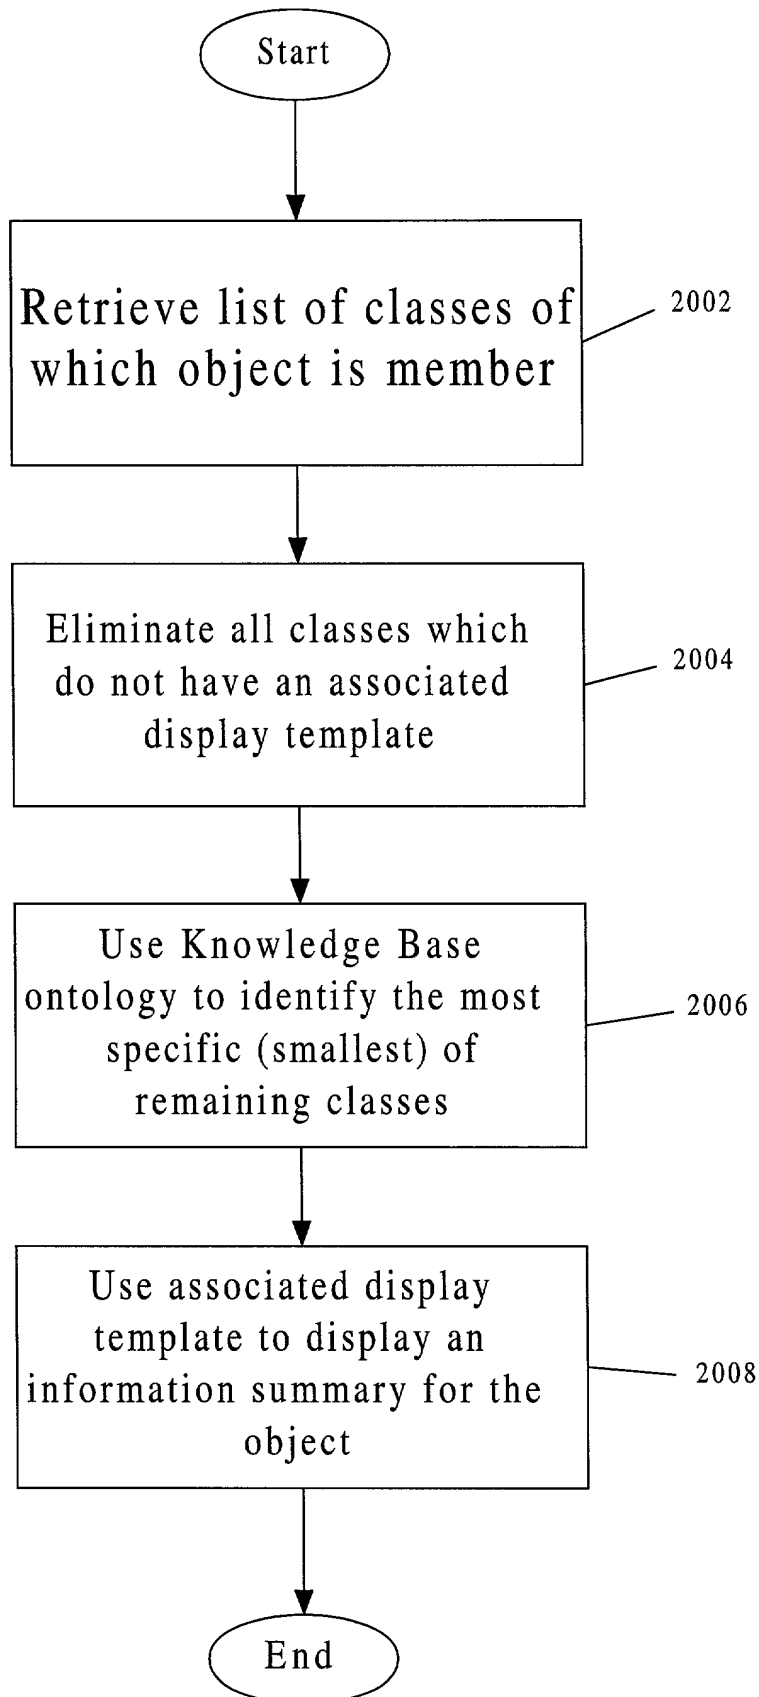 Start
Retrieve list of classes of
which object is member
2002
Eliminate all classes which
do not have an associated
display template
2004
Use Knowledge Base
ontology to identify the most
specific (smallest) of
remaining classes
2006
Use associated display
template to display an
information summary for the
object
2008
End